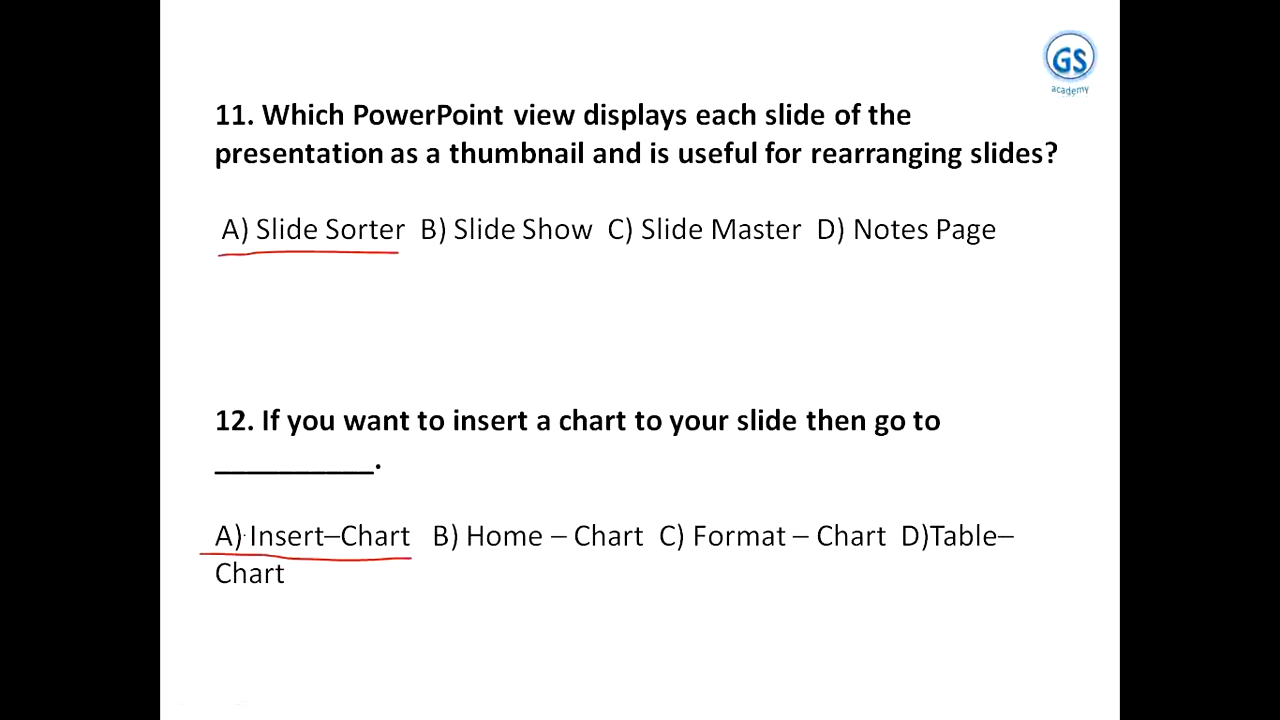 GS
academy
11. Which PowerPoint view displays each slide of the
presentation as a thumbnail and is useful for rearranging slides?
A) Slide Sorter B) Slide Show C) Slide Master D) Notes Page
12. If you want to insert a chart to your slide then go to
__________.
A) Insert–Chart B) Home – Chart C) Format – Chart D)Table–
Chart